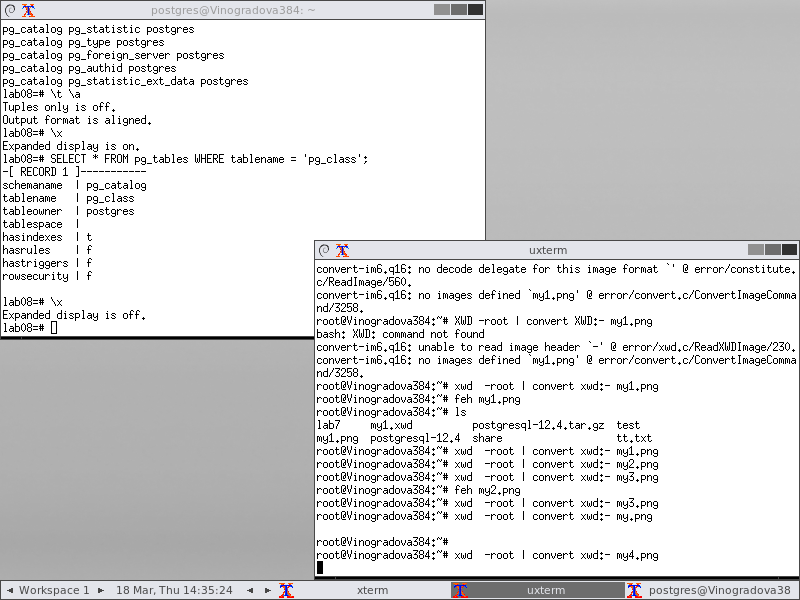 postgres@Vinogradova384: ~
pg_catalog pg_statistic postgres
pg_catalog pg_type postgres
pg_catalog pg_foreign_server postgres
pg_catalog pg_authid postgres
pg_catalog pg_statistic_ext_data postgres
lab08=# \t \a
Tuples only is off.
Output format is aligned.
lab08=# \x
Expanded display is on.
lab08=# SELECT * FROM pg_tables WHERE tablename = 'pg_class';
-[ RECORD 1 ]-----------
schemaname  | pg_catalog
tablename   | pg_class
tableowner  | postgres
tablespace  |
hasindexes  | t
hasrules    | f
hastriggers | f
rowsecurity | f
lab08=# \x
Expanded display is off.
lab08=#
uxterm
convert-im6.q16: no decode delegate for this image format `' @ error/constitute.
c/ReadImage/560.
convert-im6.q16: no images defined `my1.png' @ error/convert.c/ConvertImageComma
nd/3258.
root@Vinogradova384:~# XWD -root | convert XWD:- my1.png
bash: XWD: command not found
convert-im6.q16: unable to read image header `-' @ error/xwd.c/ReadXWDImage/230.
convert-im6.q16: no images defined `my1.png' @ error/convert.c/ConvertImageComma
nd/3258.
root@Vinogradova384:~# xwd  -root | convert xwd:- my1.png
root@Vinogradova384:~# feh my1.png
root@Vinogradova384:~# ls
lab7     my1.xwd         postgresql-12.4.tar.gz  test
my1.png  postgresql-12.4  share                   tt.txt
root@Vinogradova384:~# xwd  -root | convert xwd:- my1.png
root@Vinogradova384:~# xwd  -root | convert xwd:- my2.png
root@Vinogradova384:~# xwd  -root | convert xwd:- my3.png
root@Vinogradova384:~# feh my2.png
root@Vinogradova384:~# xwd  -root | convert xwd:- my3.png
root@Vinogradova384:~# xwd  -root | convert xwd:- my.png
root@Vinogradova384:~#
root@Vinogradova384:~# xwd  -root | convert xwd:- my4.png
Workspace 1 18 Mar, Thu 14:35:24 xterm uxterm postgres@Vinogradova38